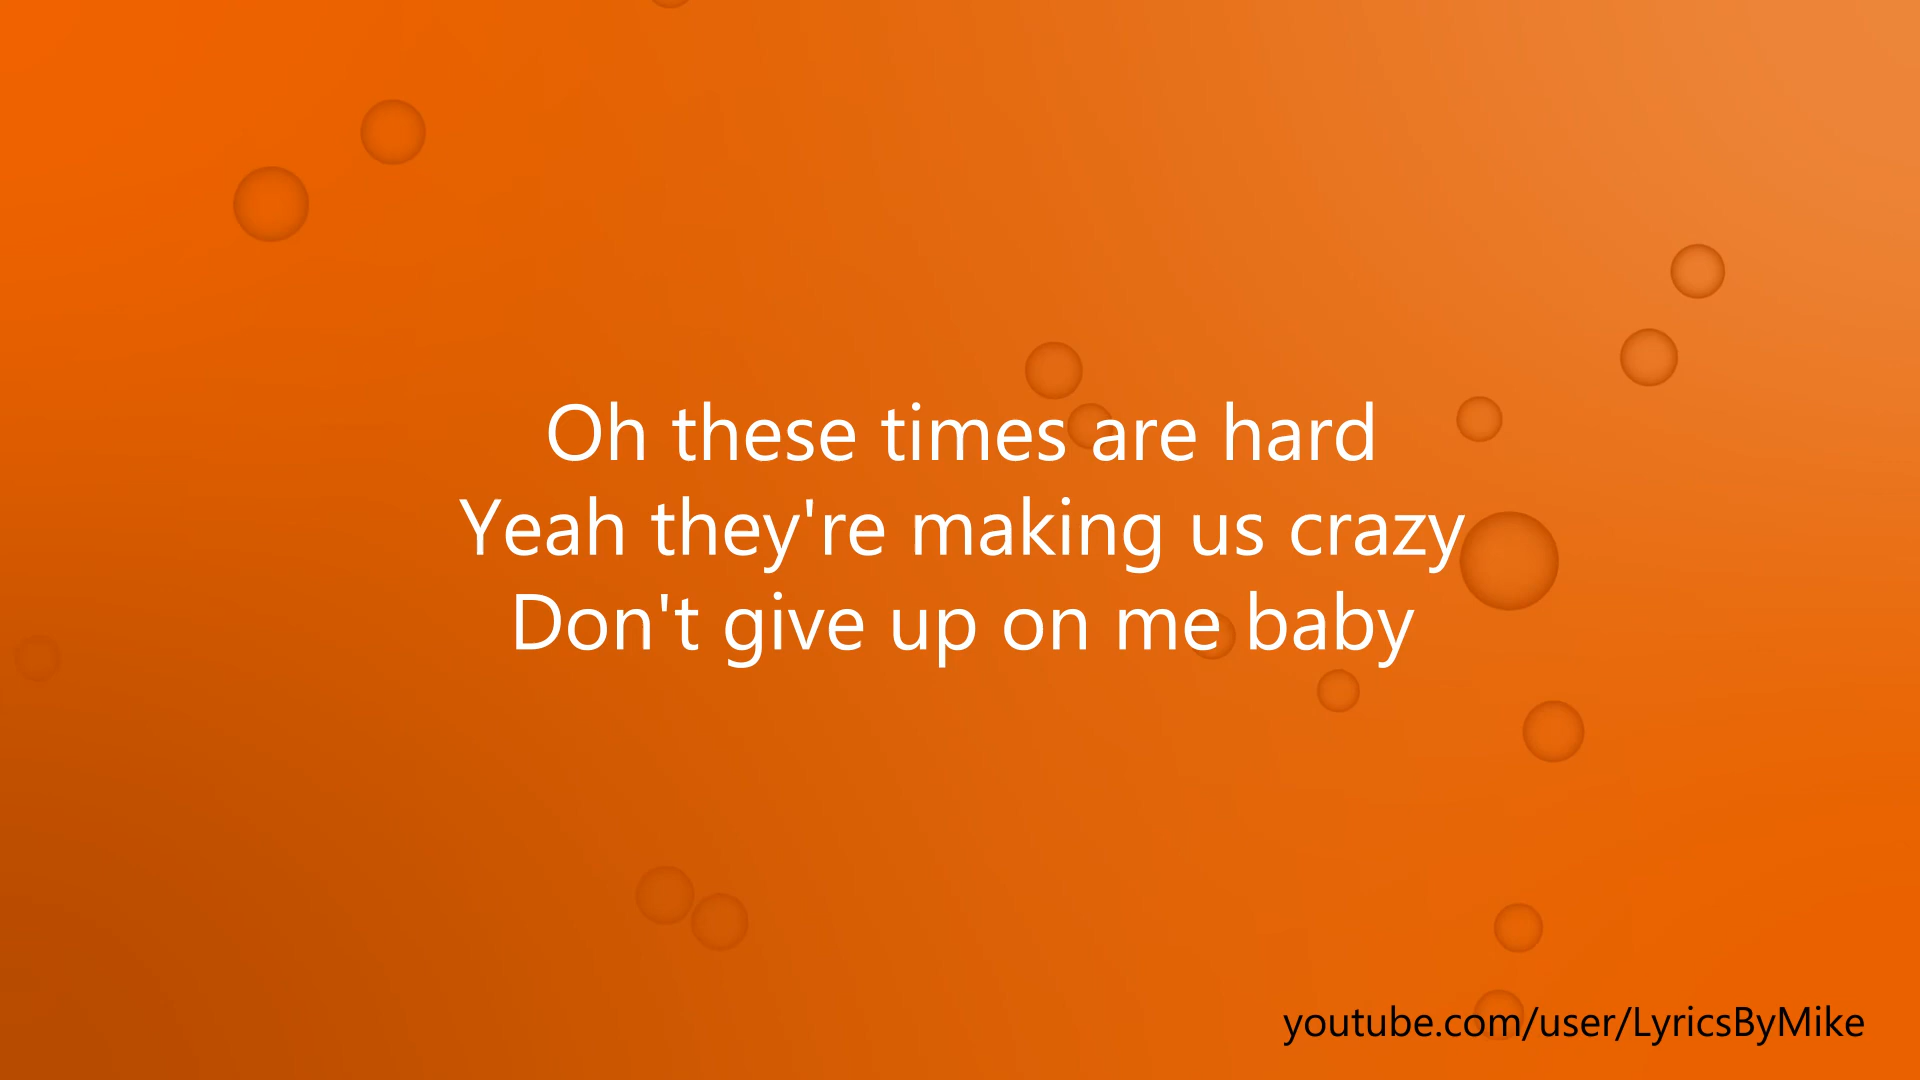 Oh these times are hard
Yeah they're making us crazy
Don't give up on me baby
youtube.com/user/LyricsByMike